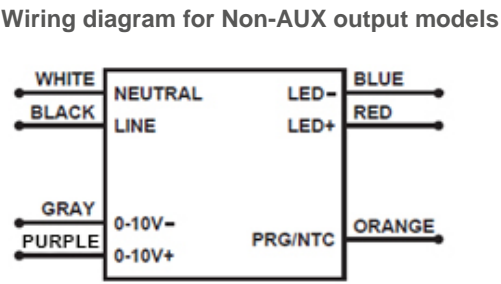 Wiring diagram for Non-AUX output models
WHITE NEUTRAL LED- BLUE
BLACK LINE LED+ RED
GRAY 0-10V-
PURPLE 0-10V+ PRG/NTC ORANGE